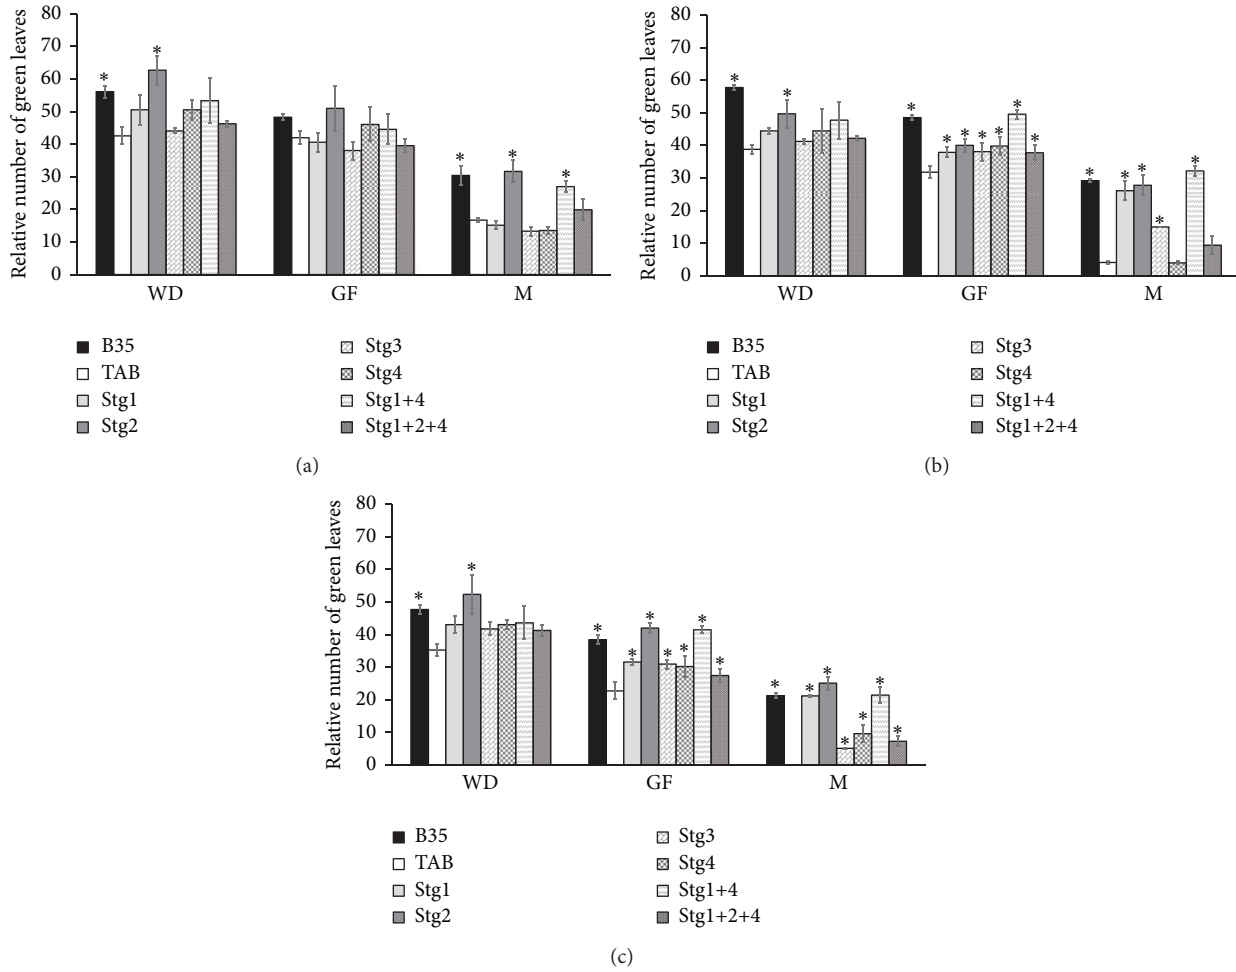 Relative number of green leaves
80
70
60
50
40
30
20
10
0
* * * * *
WD GF M
B35
TAB
Stg1
Stg2
Stg3
Stg4
Stg1+4
Stg1+2+4
(a)
Relative number of green leaves
80
70
60
50
40
30
20
10
0
* * * * * * * * * * * * * *
WD GF M
B35
TAB
Stg1
Stg2
Stg3
Stg4
Stg1+4
Stg1+2+4
(b)
Relative number of green leaves
80
70
60
50
40
30
20
10
0
* * * * * * * * * * * * * * * *
WD GF M
B35
TAB
Stg1
Stg2
Stg3
Stg4
Stg1+4
Stg1+2+4
(c)